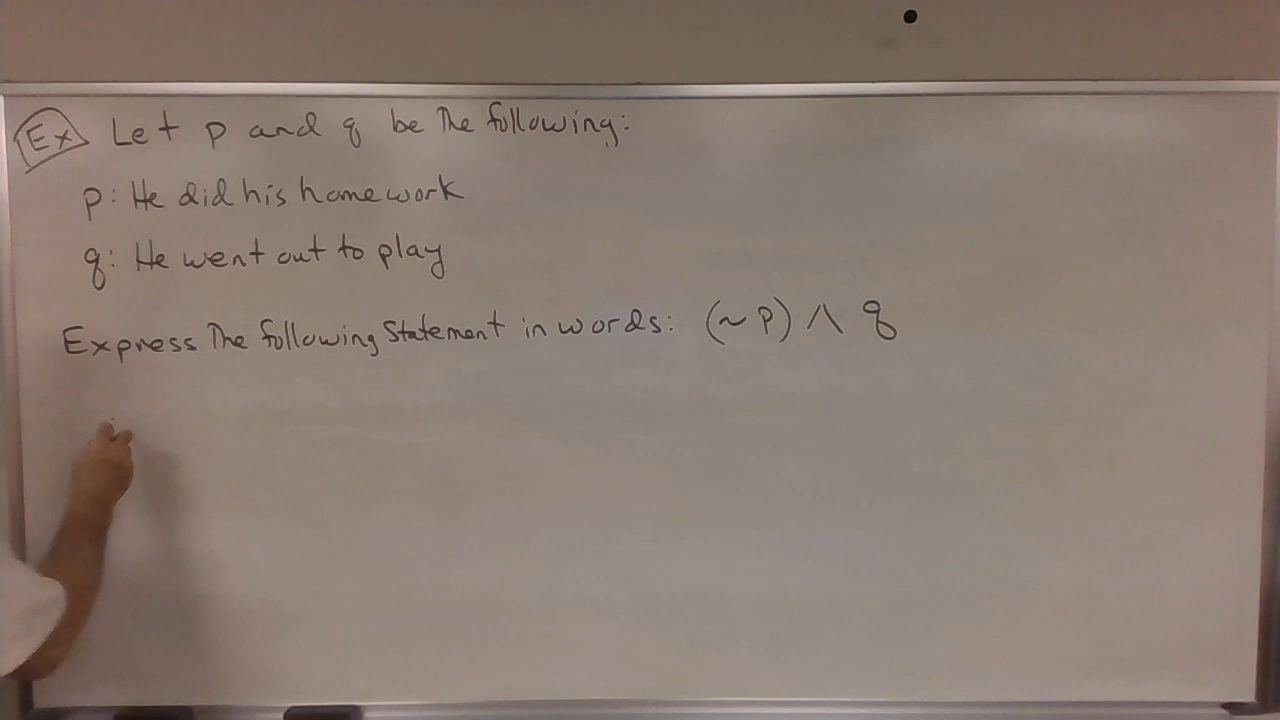 Ex Let p and q be the following:
p: He did his homework
q: He went out to play
Express The following Statement in words: (~p) ∧ q